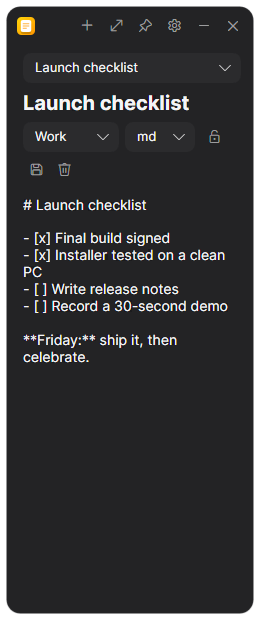 Launch checklist
Launch checklist
Work md
# Launch checklist
- [x] Final build signed
- [x] Installer tested on a clean
PC
- [ ] Write release notes
- [ ] Record a 30-second demo
**Friday:** ship it, then
celebrate.